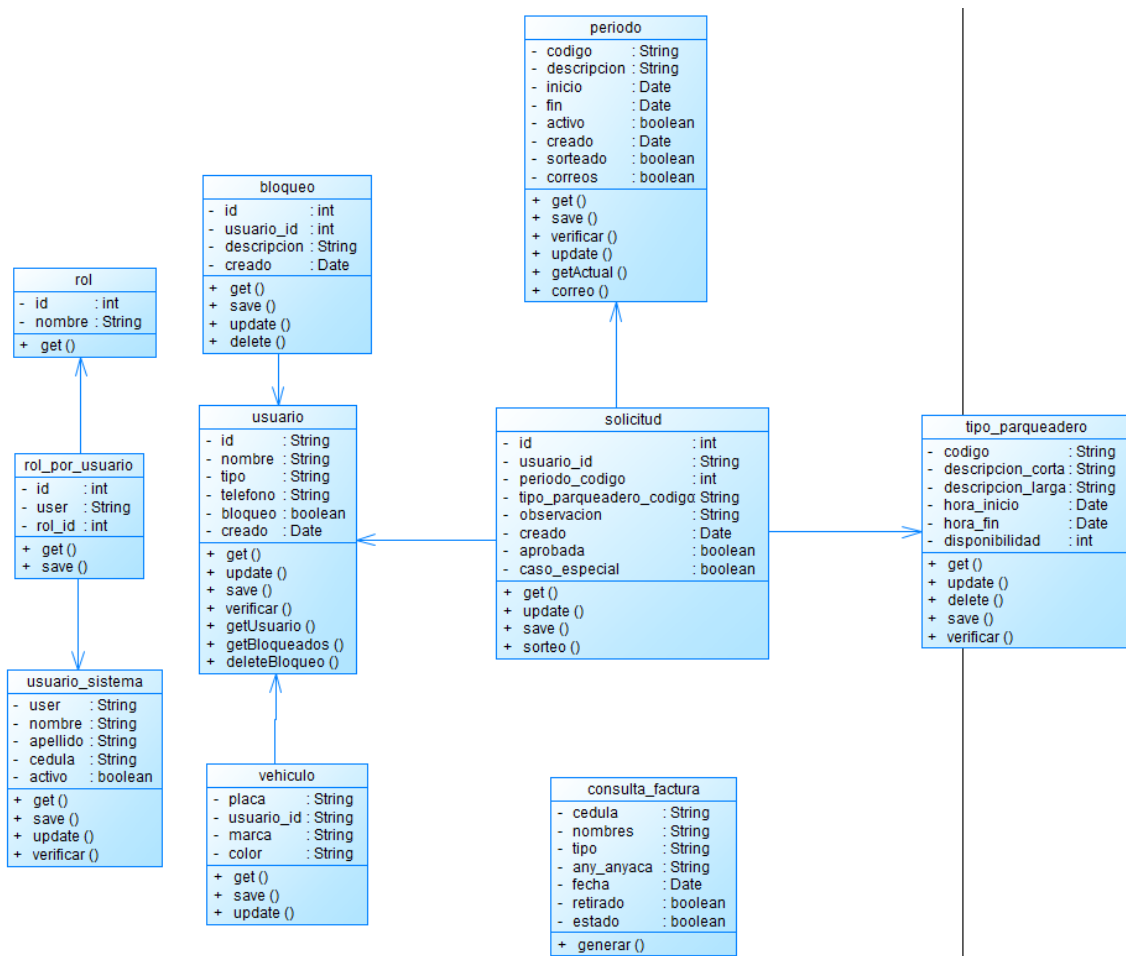 periodo
- codigo : String
- descripcion : String
- inicio : Date
- fin : Date
- activo : boolean
- creado : Date
- sorteado : boolean
- correos : boolean
+ get ()
+ save ()
+ verificar ()
+ update ()
+ getActual ()
+ correo ()
bloqueo
- id : int
- usuario_id : int
- descripcion : String
- creado : Date
+ get ()
+ save ()
+ update ()
+ delete ()
rol
- id : int
- nombre : String
+ get ()
usuario
- id : String
- nombre : String
- tipo : String
- telefono : String
- bloqueo : boolean
- creado : Date
+ get ()
+ update ()
+ save ()
+ verificar ()
+ getUsuario ()
+ getBloqueados ()
+ deleteBloqueo ()
solicitud
- id : int
- usuario_id : String
- periodo_codigo : int
- tipo_parqueadero_codigo: String
- observacion : String
- creado : Date
- aprobada : boolean
- caso_especial : boolean
+ get ()
+ update ()
+ save ()
+ sorteo ()
tipo_parqueadero
- codigo : String
- descripcion_corta : String
- descripcion_larga : String
- hora_inicio : Date
- hora_fin : Date
- disponibilidad : int
+ get ()
+ update ()
+ delete ()
+ save ()
+ verificar ()
rol_por_usuario
- id : int
- user : String
- rol_id : int
+ get ()
+ save ()
usuario_sistema
- user : String
- nombre : String
- apellido : String
- cedula : String
- activo : boolean
+ get ()
+ save ()
+ update ()
+ verificar ()
vehiculo
- placa : String
- usuario_id : String
- marca : String
- color : String
+ get ()
+ save ()
+ update ()
consulta_factura
- cedula : String
- nombres : String
- tipo : String
- any_anyaca : String
- fecha : Date
- retirado : boolean
- estado : boolean
+ generar ()